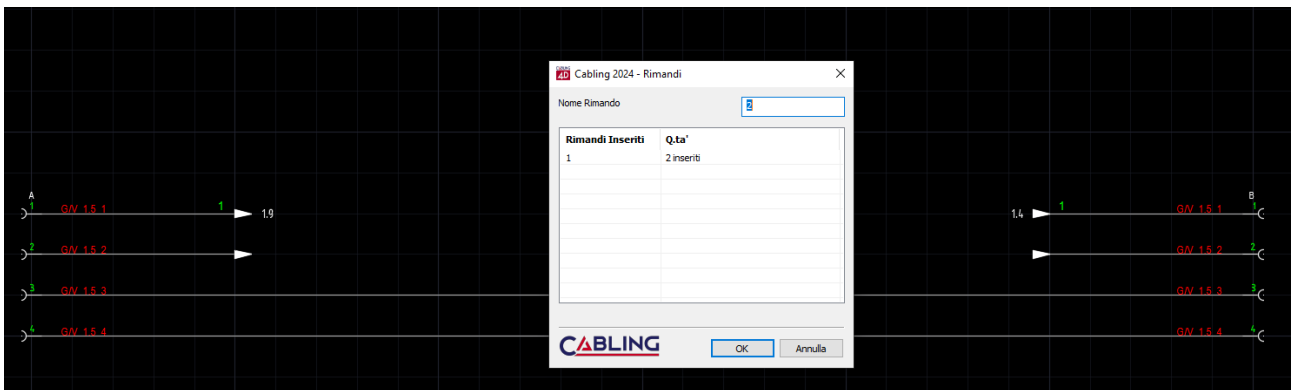 CABLING 4D Cabling 2024 - Rimandi
Nome Rimando 2
Rimandi Inseriti Q.ta'
1 2 inseriti
CABLING
OK Annulla
A
1 G/V 1.5 1 1 1.9
2 G/V 1.5 2
3 G/V 1.5 3
4 G/V 1.5 4
B
1.4 1 G/V 1.5 1 1
G/V 1.5 2 2
G/V 1.5 3 3
G/V 1.5 4 4